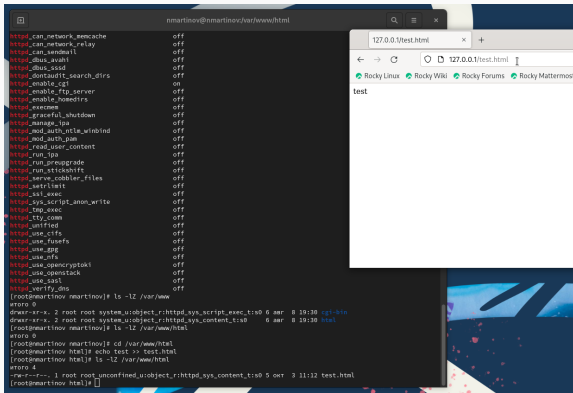 nmartinov@nmartinov:/var/www/html
httpd_can_network_memcache off
httpd_can_network_relay off
httpd_can_sendmail off
httpd_dbus_avahi off
httpd_dbus_sssd off
httpd_dontaudit_search_dirs off
httpd_enable_cgi on
httpd_enable_ftp_server off
httpd_enable_homedirs off
httpd_execmem off
httpd_graceful_shutdown off
httpd_manage_ipa off
httpd_mod_auth_ntlm_winbind off
httpd_mod_auth_pam off
httpd_read_user_content off
httpd_run_ipa off
httpd_run_preupgrade off
httpd_run_stickshift off
httpd_serve_cobbler_files off
httpd_setrlimit off
httpd_ssi_exec off
httpd_sys_script_anon_write off
httpd_tmp_exec off
httpd_tty_comm off
httpd_unified off
httpd_use_cifs off
httpd_use_fusefs off
httpd_use_gpg off
httpd_use_nfs off
httpd_use_opencryptoki off
httpd_use_openstack off
httpd_use_sasl off
httpd_verify_dns off
[root@nmartinov nmartinov]# ls -lZ /var/www
итого 0
drwxr-xr-x. 2 root root system_u:object_r:httpd_sys_script_exec_t:s0 6 авг 8 19:30 cgi-bin
drwxr-xr-x. 2 root root system_u:object_r:httpd_sys_content_t:s0 6 авг 8 19:30 html
[root@nmartinov nmartinov]# ls -lZ /var/www/html
итого 0
[root@nmartinov nmartinov]# cd /var/www/html
[root@nmartinov html]# echo test >> test.html
[root@nmartinov html]# ls -lZ /var/www/html
итого 4
-rw-r--r--. 1 root root unconfined_u:object_r:httpd_sys_content_t:s0 5 окт 3 11:12 test.html
[root@nmartinov html]#
127.0.0.1/test.html
127.0.0.1/test.html
Rocky Linux Rocky Wiki Rocky Forums Rocky Mattermost
test